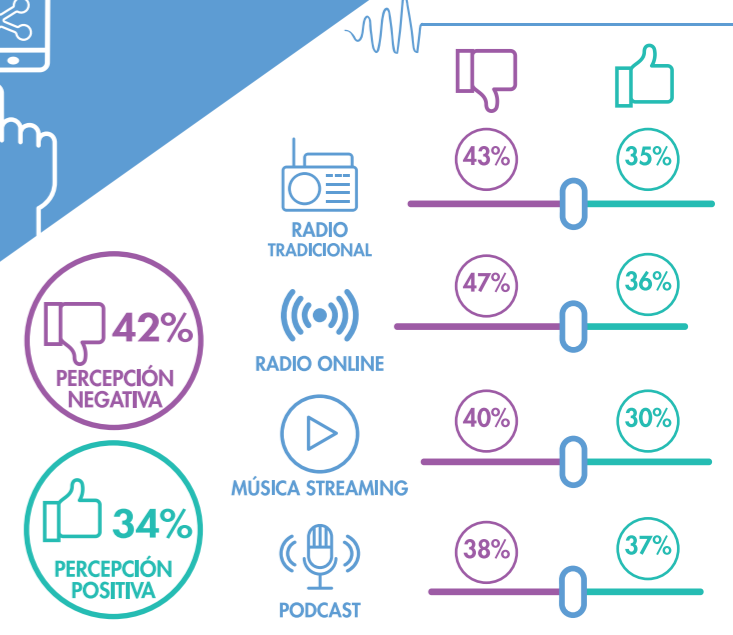 43%
35%
RADIO
TRADICIONAL
47%
36%
42%
PERCEPCIÓN
NEGATIVA
RADIO ONLINE
40%
30%
MÚSICA STREAMING
34%
PERCEPCIÓN
POSITIVA
38%
37%
PODCAST